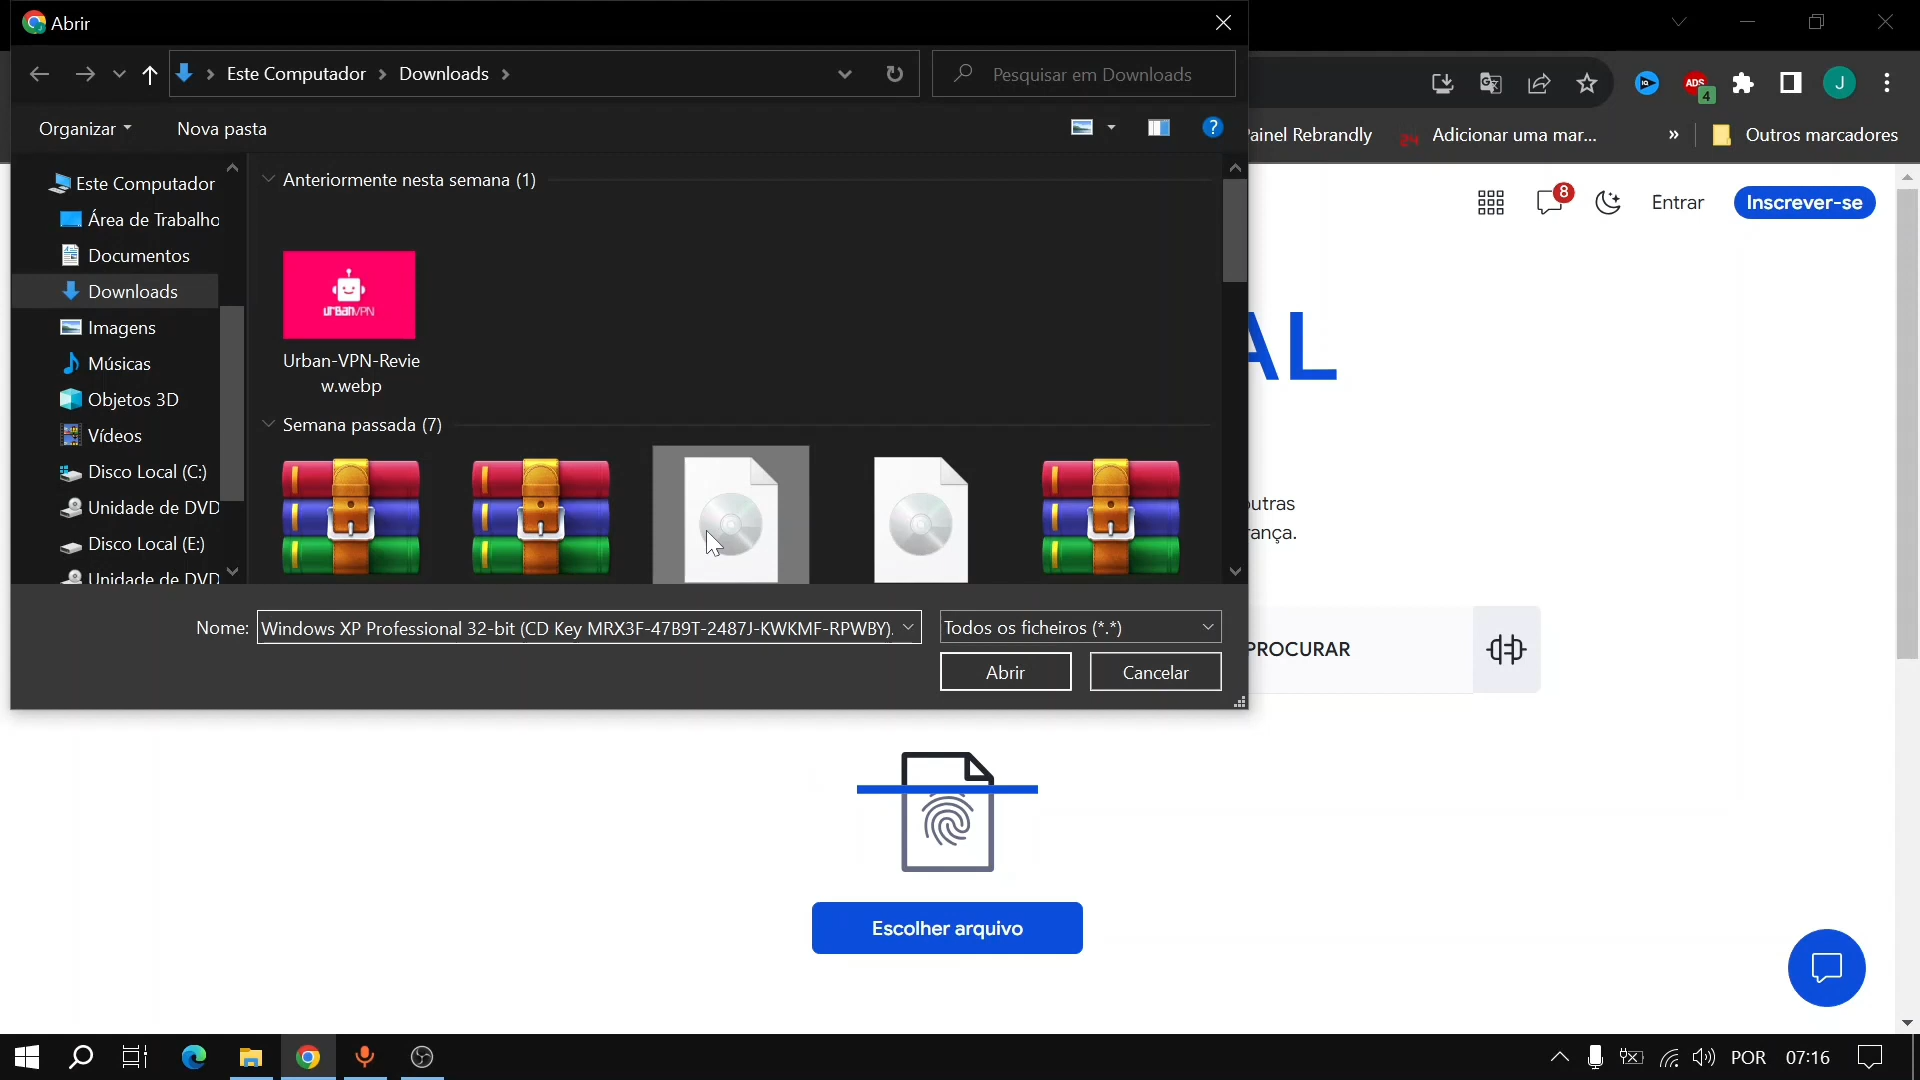 Abrir
Este Computador
Downloads
Pesquisar em Downloads
Organizar
Nova pasta
ainel Rebrandly
Adicionar uma mar...
»
Outros marcadores
ADS
4
J
Este Computador
Área de Trabalho
Documentos
Downloads
Imagens
Músicas
Objetos 3D
Vídeos
Disco Local (C:)
Unidade de DVD
Disco Local (E:)
Unidade de DVD
Anteriormente nesta semana (1)
urbanVPN
Urban-VPN-Revie
w.webp
Semana passada (7)
Nome:
Windows XP Professional 32-bit (CD Key MRX3F-47B9T-2487J-KWKMF-RPWBY).
Todos os ficheiros (*.*)
Abrir
Cancelar
8
Entrar
Inscrever-se
AL
outras
rança.
PROCURAR
Escolher arquivo
POR
07:16